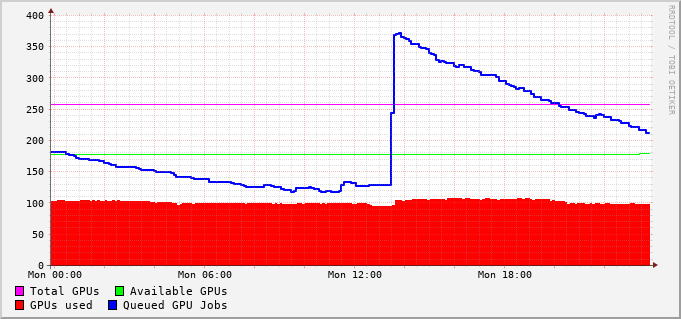 400
350
300
250
200
150
100
50
0
Mon 00:00 Mon 06:00 Mon 12:00 Mon 18:00
Total GPUs Available GPUs
GPUs used Queued GPU Jobs
RRDTOOL / TOBI OETIKER